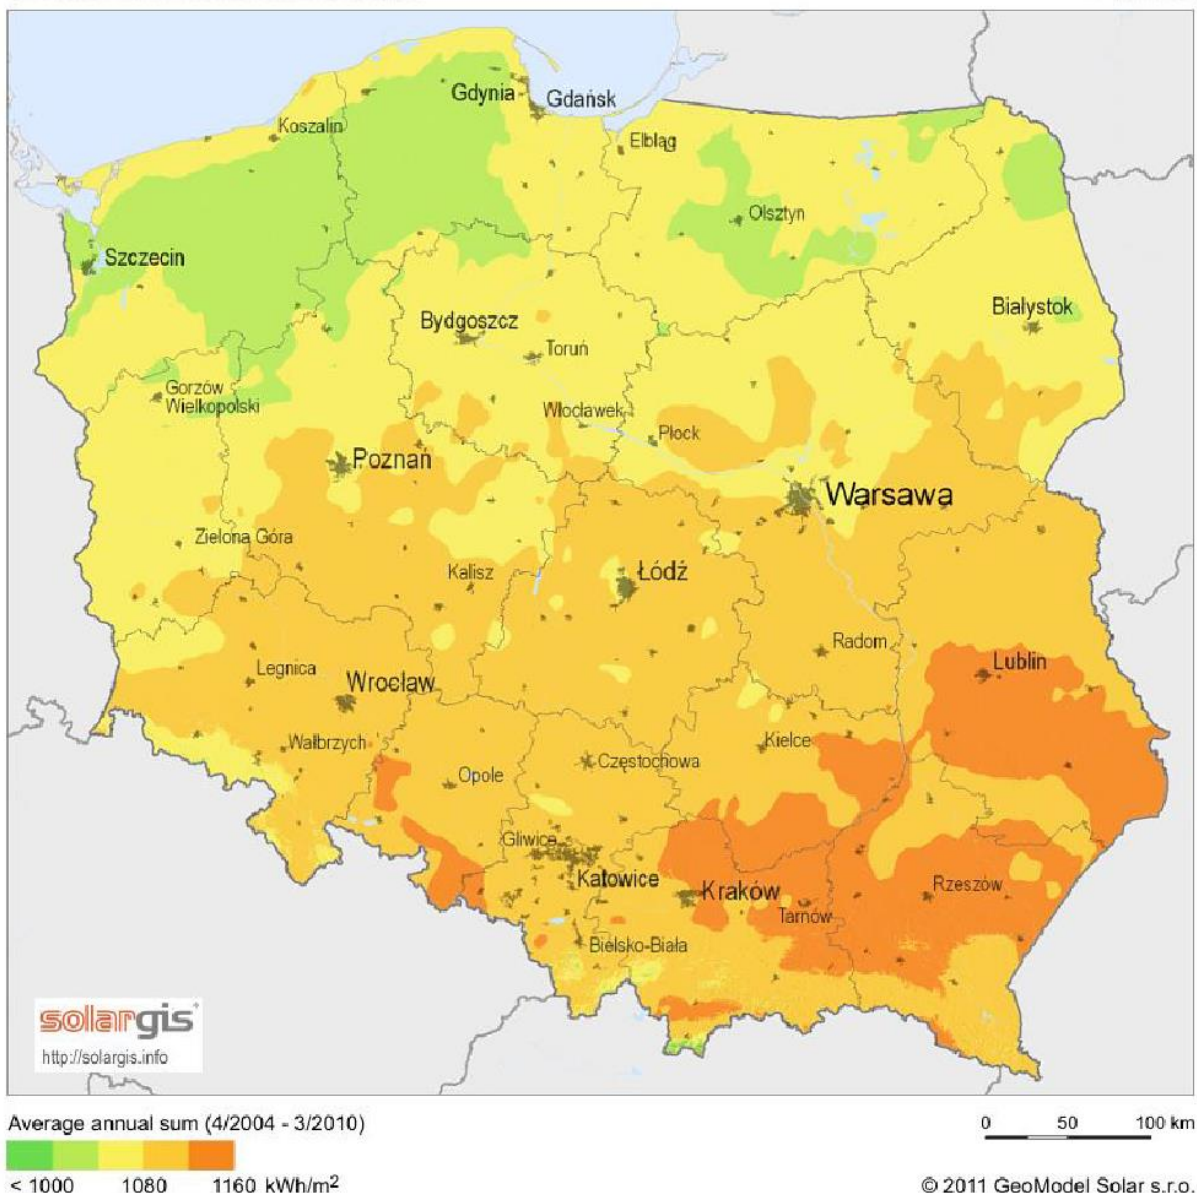 Gdynia
Gdańsk
Koszalin
Elbląg
Olsztyn
Szczecin
Białystok
Bydgoszcz
Toruń
Gorzów
Wielkopolski
Włocławek
Płock
Poznań
Warsawa
Zielona Góra
Kalisz
Łódź
Radom
Legnica
Wrocław
Lublin
Wałbrzych
Kielce
Częstochowa
Opole
Gliwice
Katowice
Kraków
Rzeszów
Tarnów
Bielsko-Biała
solargis
http://solargis.info
Average annual sum (4/2004 - 3/2010)
0 50 100 km
< 1000 1080 1160 kWh/m2
© 2011 GeoModel Solar s.r.o.